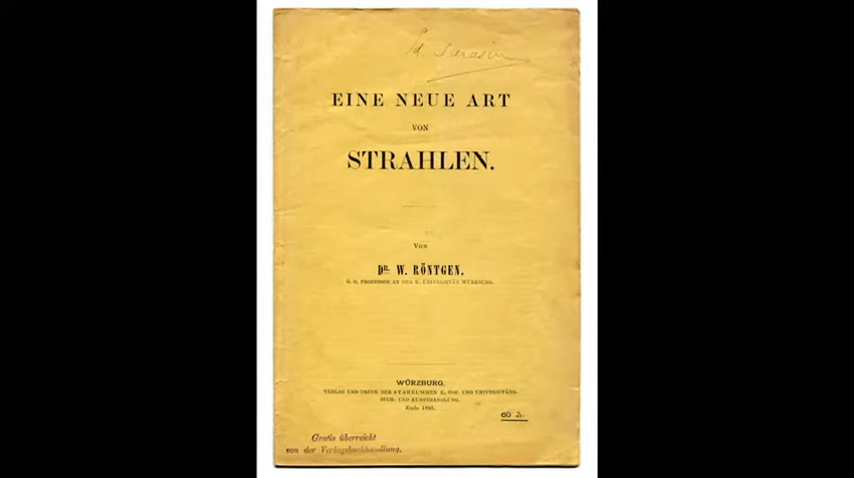 Ed. Sarasin
EINE NEUE ART
VON
STRAHLEN.
VON
DR. W. RÖNTGEN,
Ö. O. PROFESSOR AN DER K. UNIVERSITÄT WÜRZBURG.
WÜRZBURG.
VERLAG UND DRUCK DER STAHEL'SCHEN K. HOF- UND UNIVERSITÄTS-
BUCH- UND KUNSTHANDLUNG.
Ende 1895.
60 ₰.
Gratis überreicht
von der Verlagsbuchhandlung.